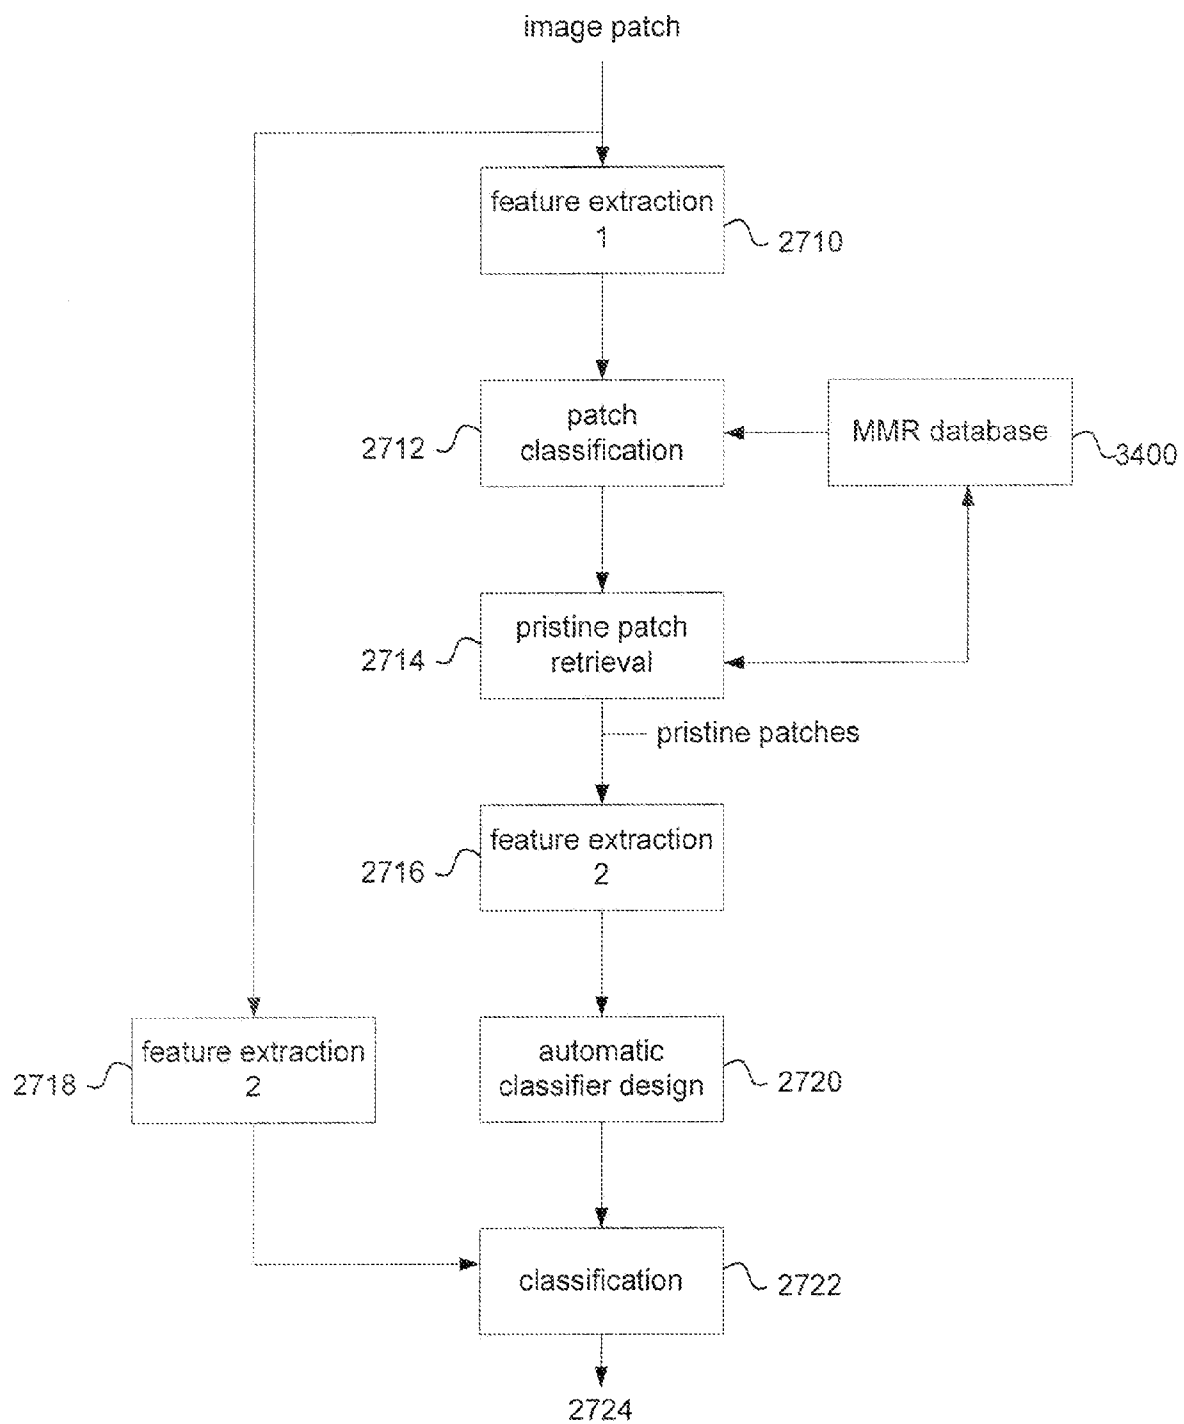 image patch
feature extraction
1
2710
patch
classification
2712
MMR database
3400
pristine patch
retrieval
2714
pristine patches
feature extraction
2
2716
feature extraction
2
2718
automatic
classifier design
2720
classification
2722
2724